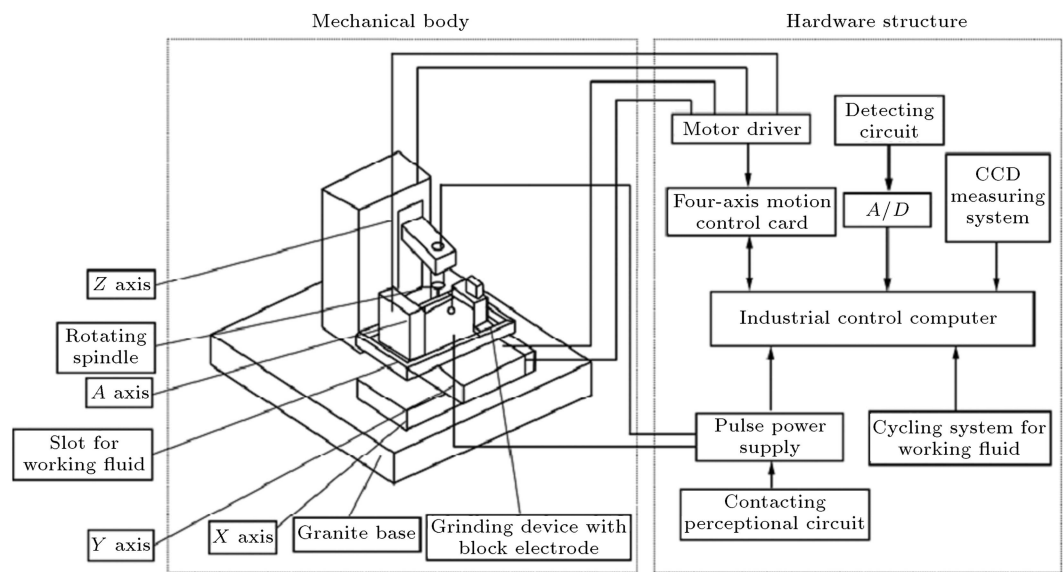 Mechanical body
Hardware structure
Motor driver
Detecting
circuit
CCD
measuring
system
Four-axis motion
control card
A/D
Z axis
Industrial control computer
Rotating
spindle
A axis
Slot for
working fluid
Pulse power
supply
Cycling system for
working fluid
Y axis
X axis
Granite base
Grinding device with
block electrode
Contacting
perceptional circuit